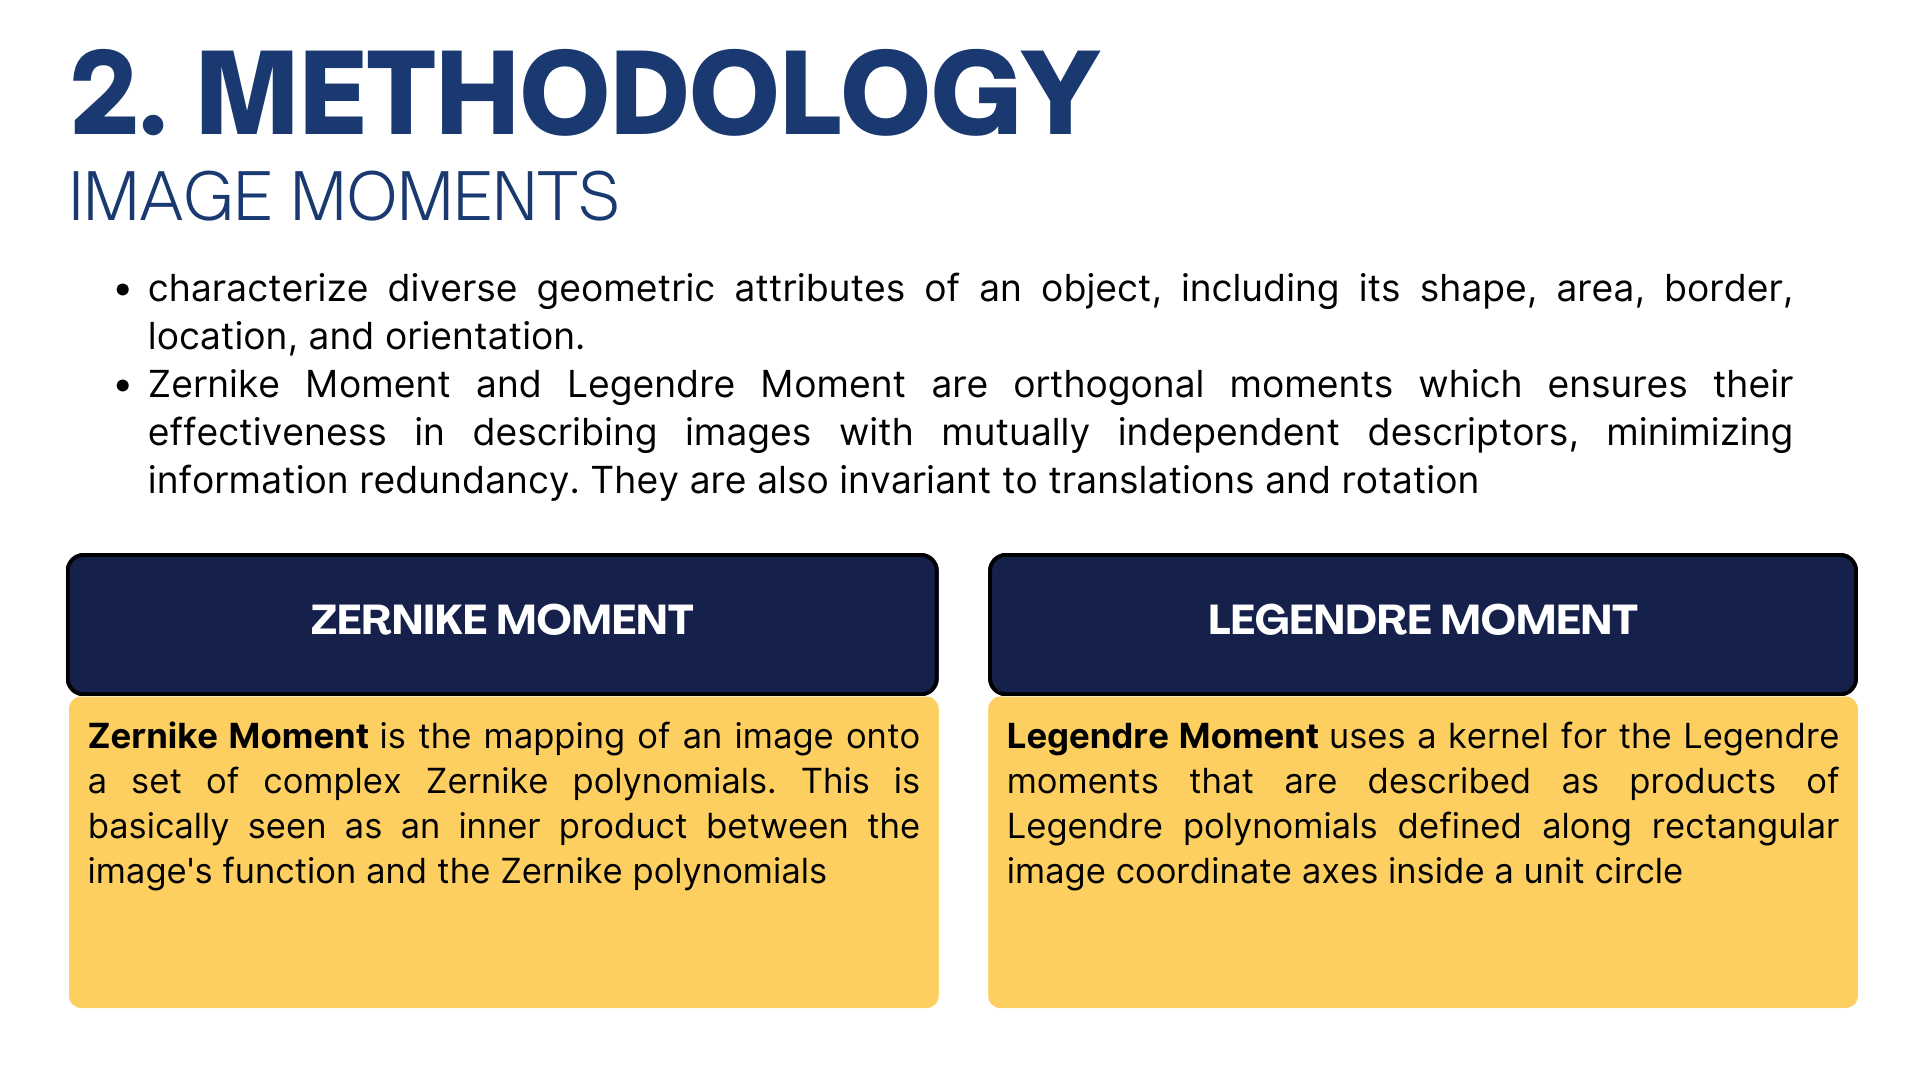 2. METHODOLOGY
IMAGE MOMENTS
• characterize diverse geometric attributes of an object, including its shape, area, border,
location, and orientation.
• Zernike Moment and Legendre Moment are orthogonal moments which ensures their
effectiveness in describing images with mutually independent descriptors, minimizing
information redundancy. They are also invariant to translations and rotation
ZERNIKE MOMENT
Zernike Moment is the mapping of an image onto
a set of complex Zernike polynomials. This is
basically seen as an inner product between the
image's function and the Zernike polynomials
LEGENDRE MOMENT
Legendre Moment uses a kernel for the Legendre
moments that are described as products of
Legendre polynomials defined along rectangular
image coordinate axes inside a unit circle